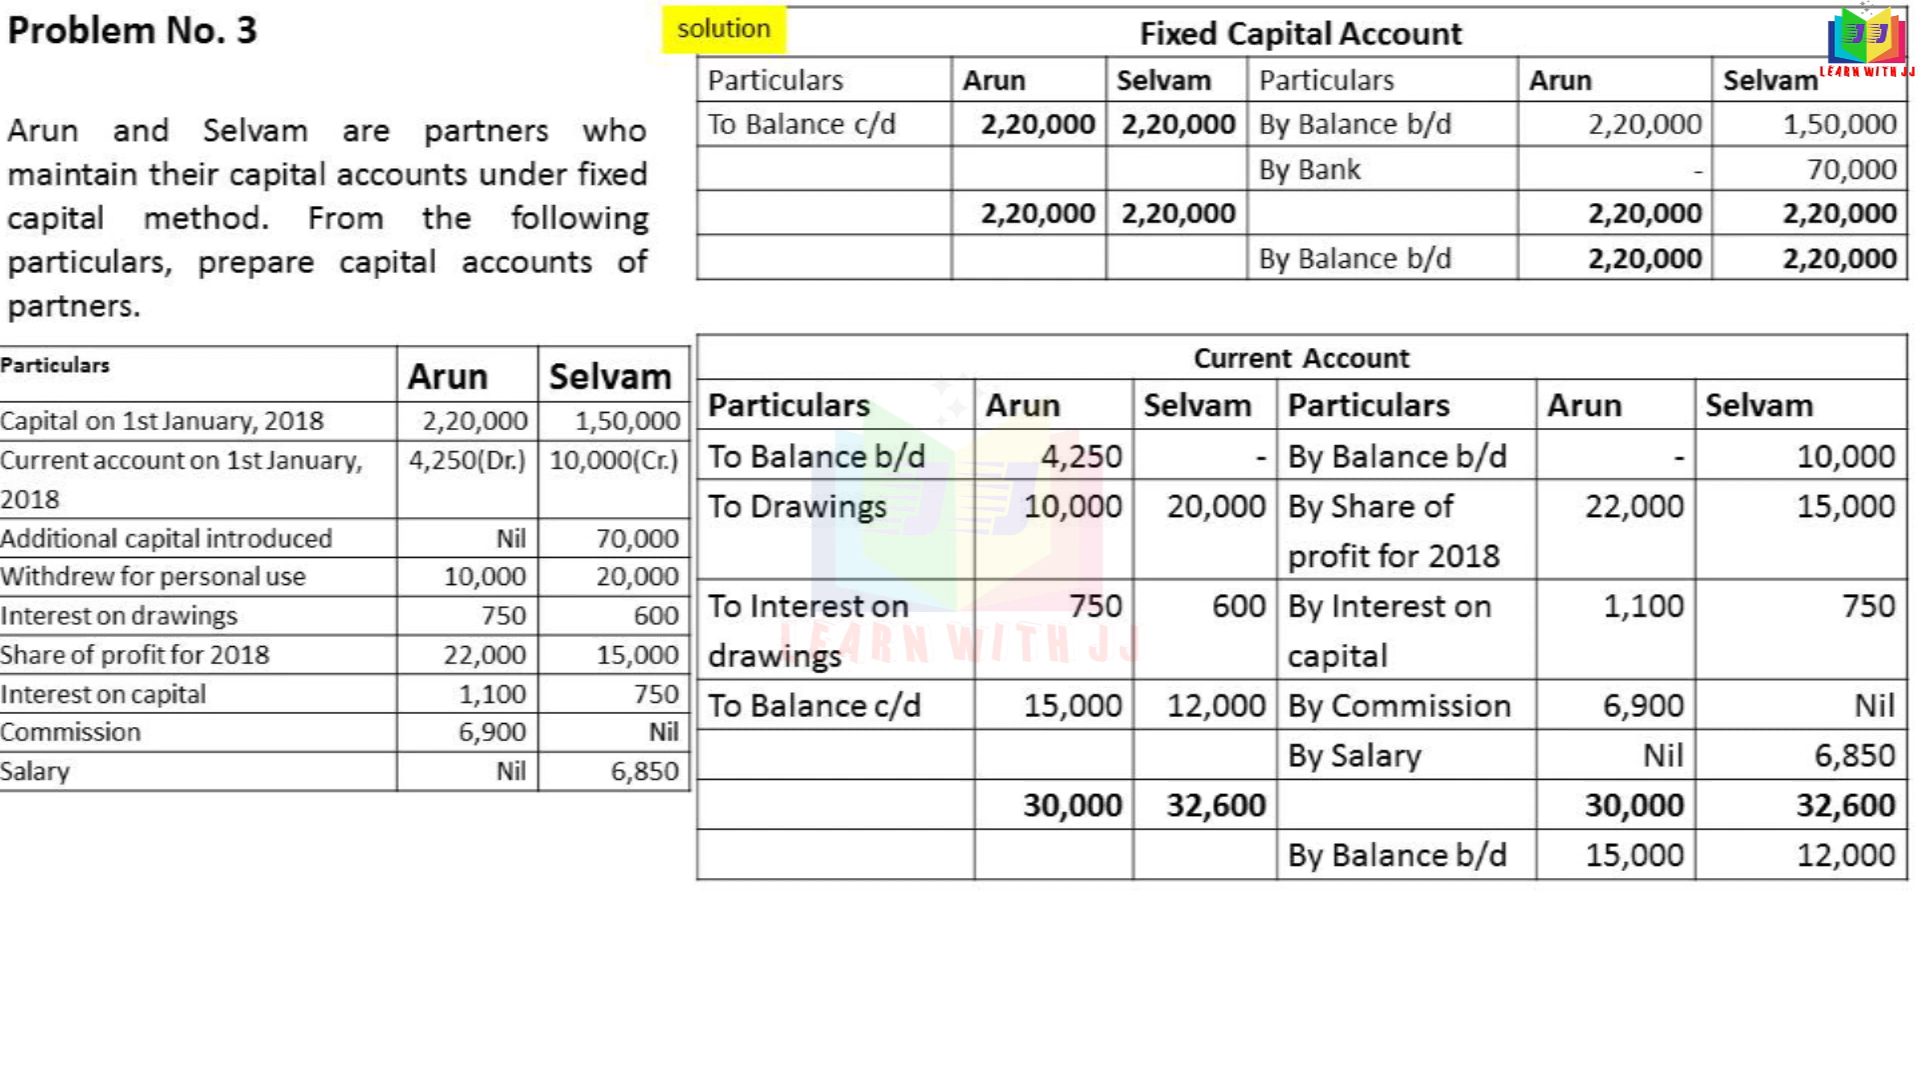 Problem No. 3
Arun and Selvam are partners who
maintain their capital accounts under fixed
capital method. From the following
particulars, prepare capital accounts of
partners.
Particulars Arun Selvam
Capital on 1st January, 2018 2,20,000 1,50,000
Current account on 1st January, 4,250(Dr.) 10,000(Cr.)
2018
Additional capital introduced Nil 70,000
Withdrew for personal use 10,000 20,000
Interest on drawings 750 600
Share of profit for 2018 22,000 15,000
Interest on capital 1,100 750
Commission 6,900 Nil
Salary Nil 6,850
solution
Fixed Capital Account
Particulars Arun Selvam Particulars Arun Selvam
To Balance c/d 2,20,000 2,20,000 By Balance b/d 2,20,000 1,50,000
By Bank - 70,000
2,20,000 2,20,000 2,20,000 2,20,000
By Balance b/d 2,20,000 2,20,000
Current Account
Particulars Arun Selvam Particulars Arun Selvam
To Balance b/d 4,250 - By Balance b/d - 10,000
To Drawings 10,000 20,000 By Share of 22,000 15,000
profit for 2018
To Interest on 750 600 By Interest on 1,100 750
drawings capital
To Balance c/d 15,000 12,000 By Commission 6,900 Nil
By Salary Nil 6,850
30,000 32,600 30,000 32,600
By Balance b/d 15,000 12,000
JJ
LEARN WITH JJ
JJ
LEARN WITH JJ